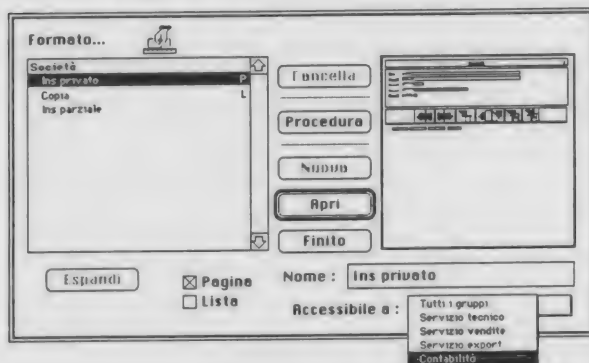 Formato...
Società
Ins privato P
Copia L
Ins parziale
Cancella
Procedura
Nuovo
Apri
Finito
Espandi
Pagina
Lista
Nome : Ins privato
Accessibile a :
Tutti i gruppi
Servizio tecnico
Servizio vendite
Servizio export
Contabilità